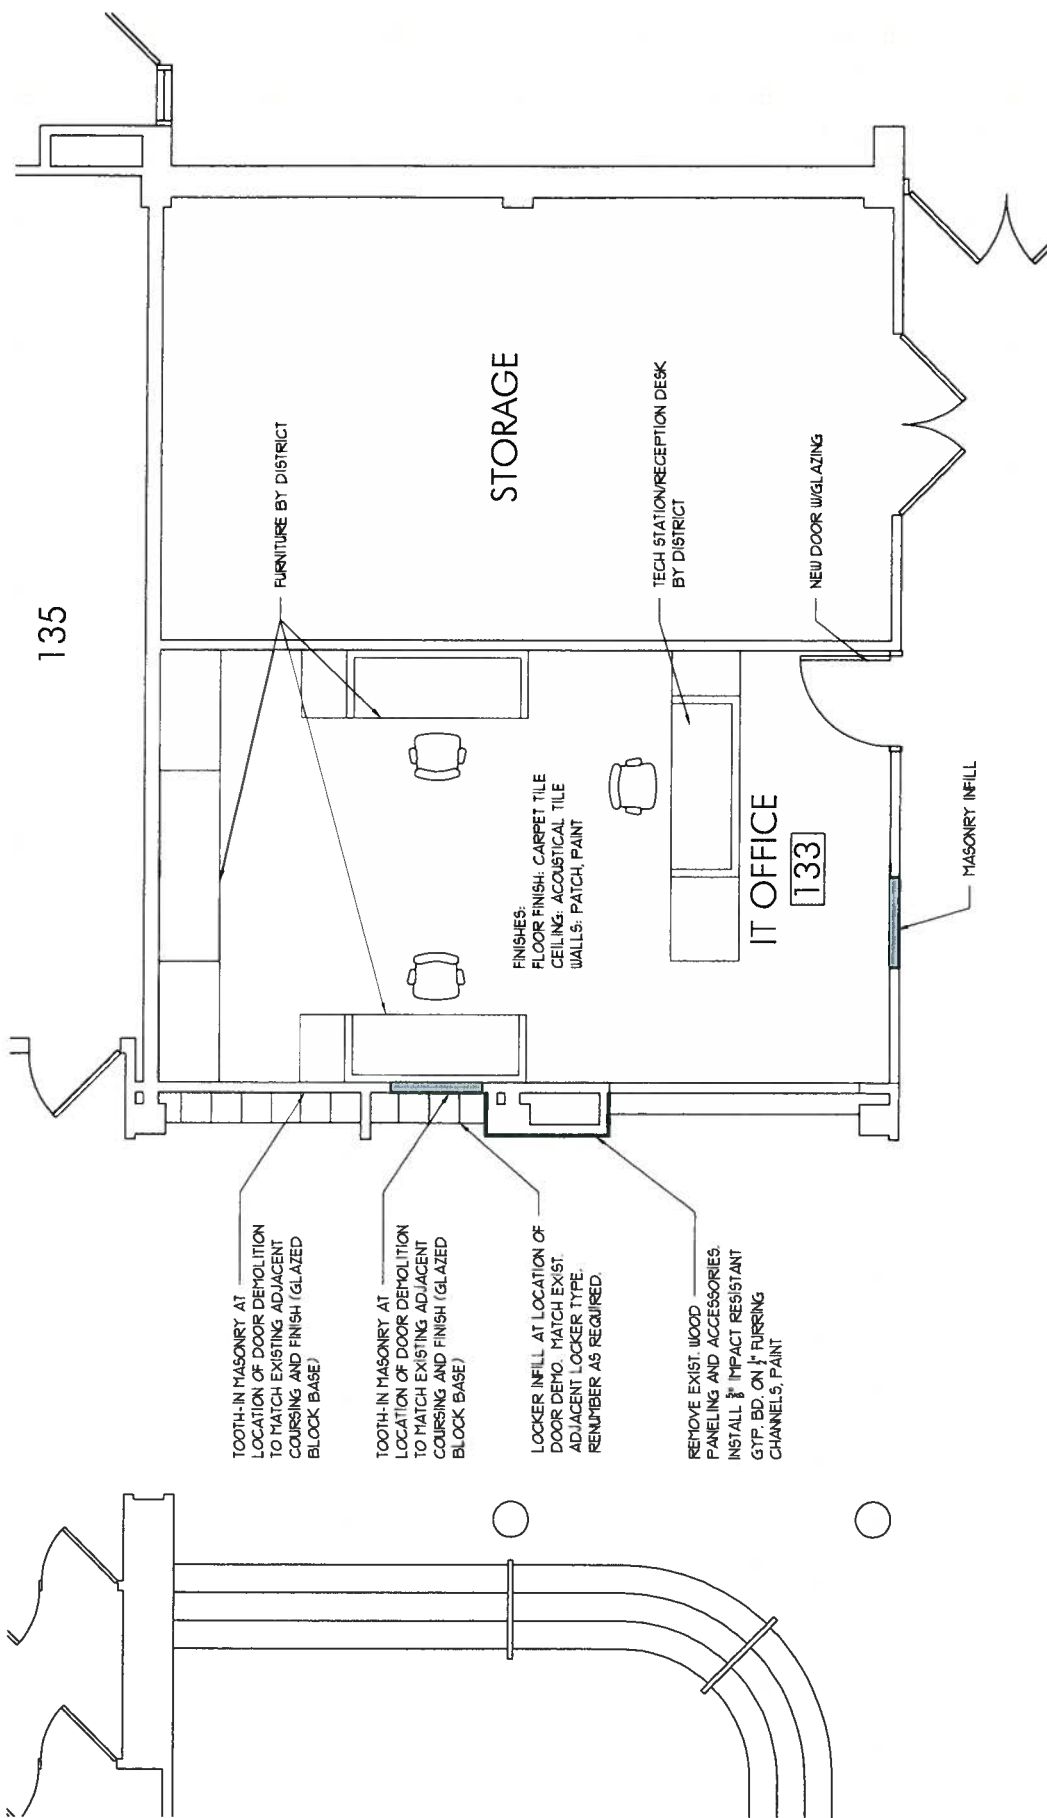 135
FURNITURE BY DISTRICT
STORAGE
TECH STATION/RECEPTION DESK
BY DISTRICT
NEW DOOR W/GLAZING
FINISHES:
FLOOR FINISH: CARPET TILE
CEILING: ACOUSTICAL TILE
WALLS: PATCH, PAINT
IT OFFICE
133
MASONRY INFILL
TOOTH-IN MASONRY AT
LOCATION OF DOOR DEMOLITION
TO MATCH EXISTING ADJACENT
COURSING AND FINISH (GLAZED
BLOCK BASE)
TOOTH-IN MASONRY AT
LOCATION OF DOOR DEMOLITION
TO MATCH EXISTING ADJACENT
COURSING AND FINISH (GLAZED
BLOCK BASE)
LOCKER INFILL AT LOCATION OF
DOOR DEMO. MATCH EXIST.
ADJACENT LOCKER TYPE.
RENUMBER AS REQUIRED.
REMOVE EXIST. WOOD
PANELING AND ACCESSORIES.
INSTALL 5/8" IMPACT RESISTANT
GYP. BD. ON FURRING
CHANNELS, PAINT